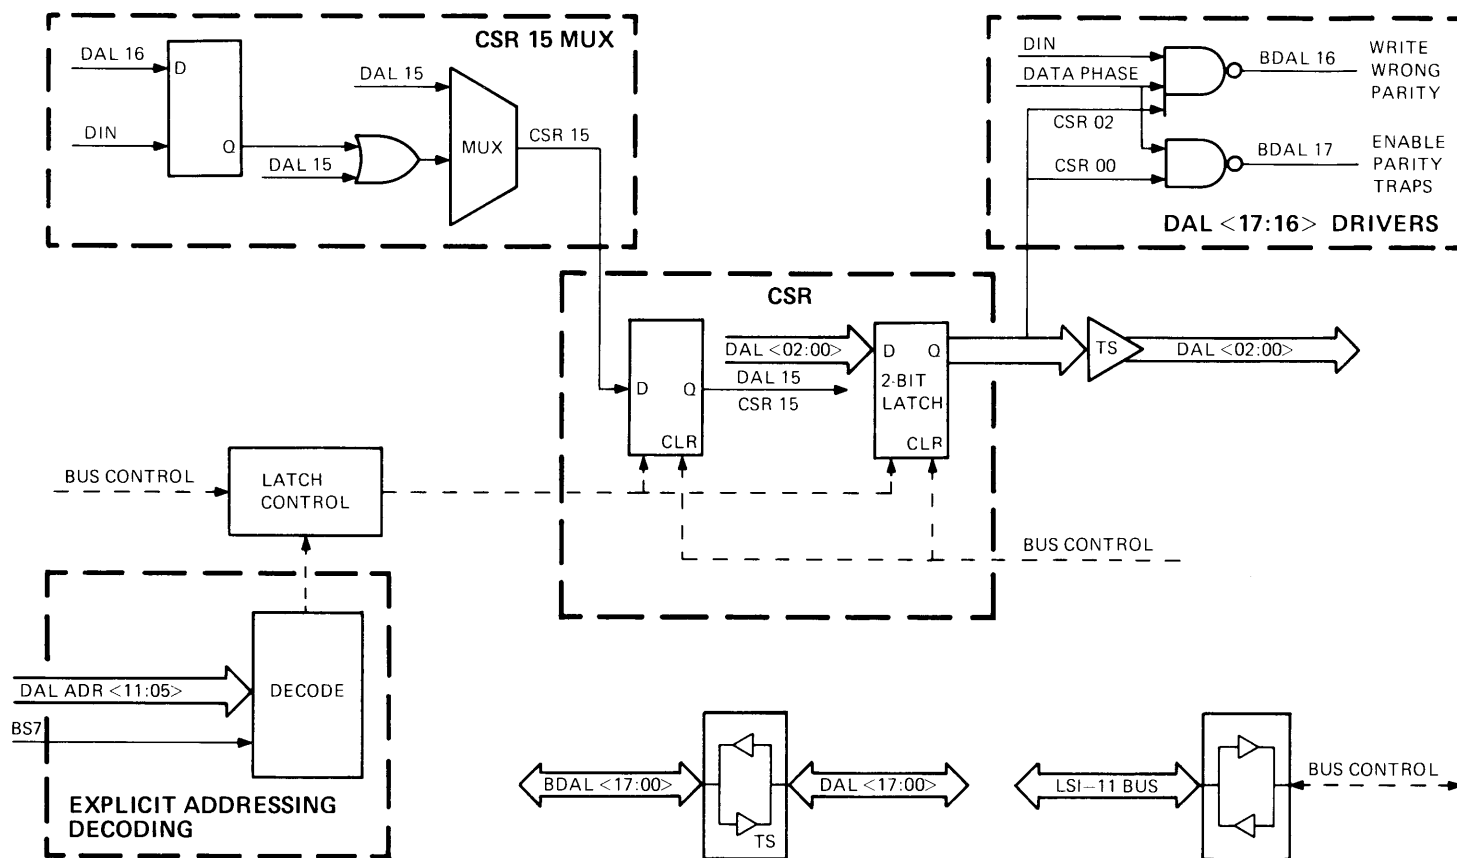 CSR 15 MUX
DAL 16
D
DIN
Q
DAL 15
DAL 15
MUX
CSR 15
DIN
DATA PHASE
CSR 02
CSR 00
BDAL 16
WRITE
WRONG
PARITY
BDAL 17
ENABLE
PARITY
TRAPS
DAL <17:16> DRIVERS
CSR
D
Q
CLR
DAL <02:00>
DAL 15
CSR 15
D
Q
2-BIT
LATCH
CLR
TS
DAL <02:00>
BUS CONTROL
LATCH
CONTROL
BUS CONTROL
DAL ADR <11:05>
BS7
DECODE
EXPLICIT ADDRESSING
DECODING
BDAL <17:00>
TS
DAL <17:00>
LSI-11 BUS
BUS CONTROL